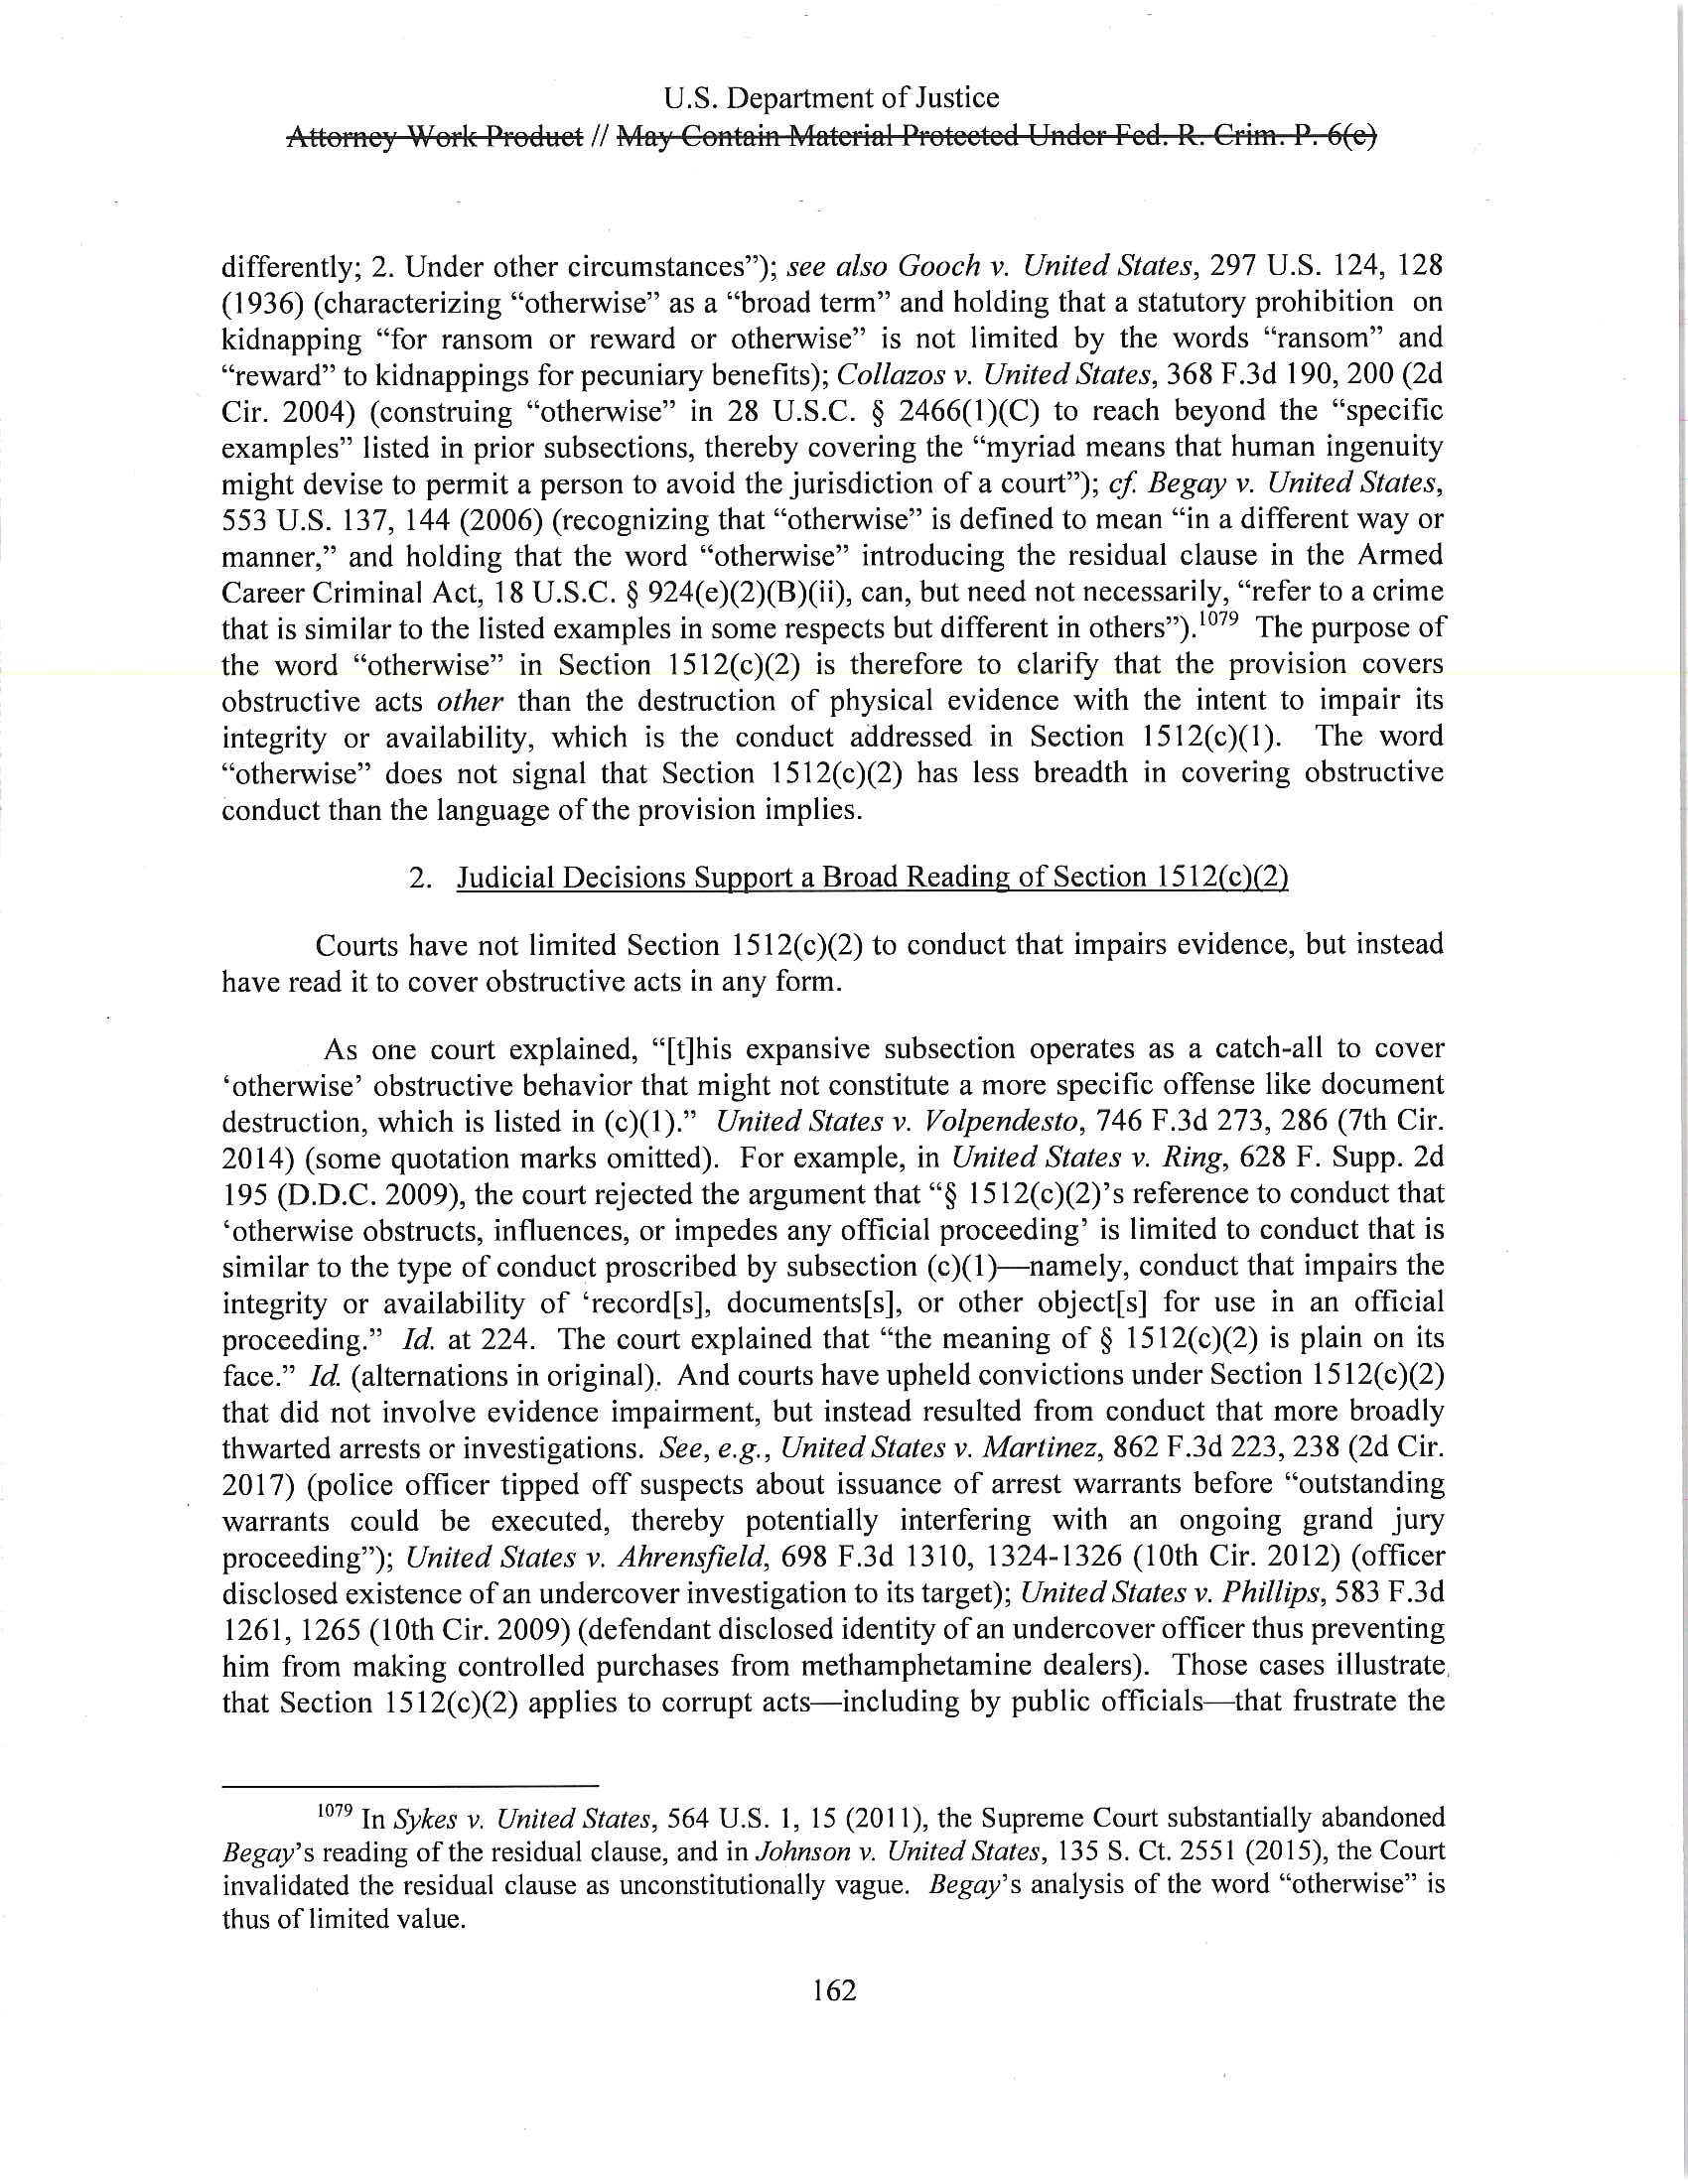 U.S. Department of Justice
Attorney Work Product // May Contain Material Protected Under Fed. R. Crim. P. 6(e)
differently; 2. Under other circumstances”); see also Gooch v. United States, 297 U.S. 124, 128
(1936) (characterizing “otherwise” as a “broad term” and holding that a statutory prohibition on
kidnapping “for ransom or reward or otherwise” is not limited by the words “ransom” and
“reward” to kidnappings for pecuniary benefits); Collazos v. United States, 368 F.3d 190, 200 (2d
Cir. 2004) (construing “otherwise” in 28 U.S.C. § 2466(1)(C) to reach beyond the “specific
examples” listed in prior subsections, thereby covering the “myriad means that human ingenuity
might devise to permit a person to avoid the jurisdiction of a court”); cf. Begay v. United States,
553 U.S. 137, 144 (2006) (recognizing that “otherwise” is defined to mean “in a different way or
manner,” and holding that the word “otherwise” introducing the residual clause in the Armed
Career Criminal Act, 18 U.S.C. § 924(e)(2)(B)(ii), can, but need not necessarily, “refer to a crime
that is similar to the listed examples in some respects but different in others”).1079 The purpose of
the word “otherwise” in Section 1512(c)(2) is therefore to clarify that the provision covers
obstructive acts other than the destruction of physical evidence with the intent to impair its
integrity or availability, which is the conduct addressed in Section 1512(c)(1). The word
“otherwise” does not signal that Section 1512(c)(2) has less breadth in covering obstructive
conduct than the language of the provision implies.
2. Judicial Decisions Support a Broad Reading of Section 1512(c)(2)
Courts have not limited Section 1512(c)(2) to conduct that impairs evidence, but instead
have read it to cover obstructive acts in any form.
As one court explained, “[t]his expansive subsection operates as a catch-all to cover
‘otherwise’ obstructive behavior that might not constitute a more specific offense like document
destruction, which is listed in (c)(1).” United States v. Volpendesto, 746 F.3d 273, 286 (7th Cir.
2014) (some quotation marks omitted). For example, in United States v. Ring, 628 F. Supp. 2d
195 (D.D.C. 2009), the court rejected the argument that “§ 1512(c)(2)’s reference to conduct that
‘otherwise obstructs, influences, or impedes any official proceeding’ is limited to conduct that is
similar to the type of conduct proscribed by subsection (c)(1)—namely, conduct that impairs the
integrity or availability of ‘record[s], documents[s], or other object[s] for use in an official
proceeding.” Id. at 224. The court explained that “the meaning of § 1512(c)(2) is plain on its
face.” Id. (alternations in original). And courts have upheld convictions under Section 1512(c)(2)
that did not involve evidence impairment, but instead resulted from conduct that more broadly
thwarted arrests or investigations. See, e.g., United States v. Martinez, 862 F.3d 223, 238 (2d Cir.
2017) (police officer tipped off suspects about issuance of arrest warrants before “outstanding
warrants could be executed, thereby potentially interfering with an ongoing grand jury
proceeding”); United States v. Ahrensfield, 698 F.3d 1310, 1324-1326 (10th Cir. 2012) (officer
disclosed existence of an undercover investigation to its target); United States v. Phillips, 583 F.3d
1261, 1265 (10th Cir. 2009) (defendant disclosed identity of an undercover officer thus preventing
him from making controlled purchases from methamphetamine dealers). Those cases illustrate
that Section 1512(c)(2) applies to corrupt acts—including by public officials—that frustrate the
1079 In Sykes v. United States, 564 U.S. 1, 15 (2011), the Supreme Court substantially abandoned
Begay’s reading of the residual clause, and in Johnson v. United States, 135 S. Ct. 2551 (2015), the Court
invalidated the residual clause as unconstitutionally vague. Begay’s analysis of the word “otherwise” is
thus of limited value.
162